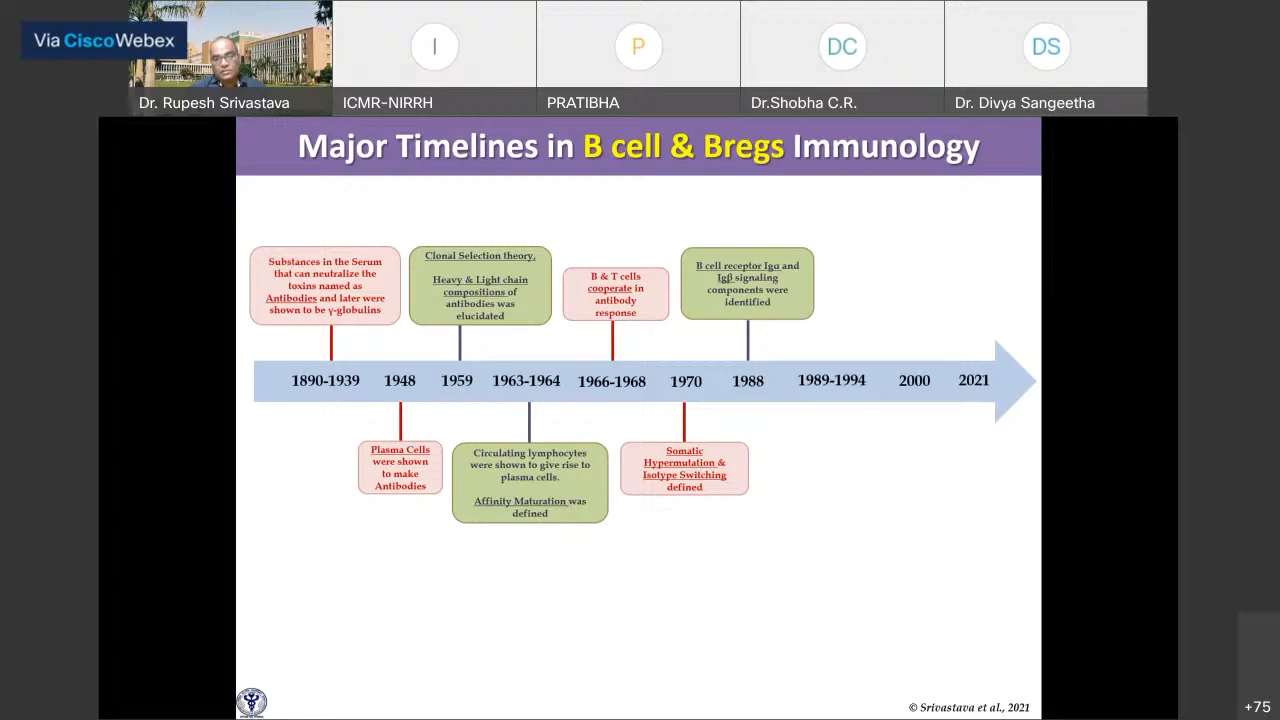 Via CiscoWebex
Dr. Rupesh Srivastava
I
ICMR-NIRRH
P
PRATIBHA
DC
Dr.Shobha C.R.
DS
Dr. Divya Sangeetha
Major Timelines in B cell & Bregs Immunology
Substances in the Serum
that can neutralize the
toxins named as
Antibodies and later were
shown to be γ-globulins
Clonal Selection theory,
Heavy & Light chain
compositions of
antibodies was
elucidated
B & T cells
cooperate in
antibody
response
B cell receptor Igα and
Igβ signaling
components were
identified
1890-1939 1948 1959 1963-1964 1966-1968 1970 1988 1989-1994 2000 2021
Plasma Cells
were shown
to make
Antibodies
Circulating lymphocytes
were shown to give rise to
plasma cells.
Affinity Maturation was
defined
Somatic
Hypermutation &
Isotype Switching
defined
© Srivastava et al., 2021
+75